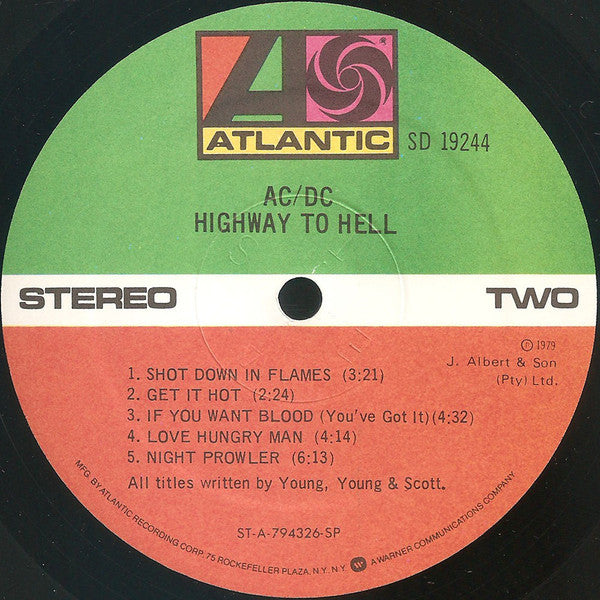 ATLANTIC
®
SD 19244
AC/DC
HIGHWAY TO HELL
STEREO
TWO
℗ 1979
J. Albert & Son
(Pty) Ltd.
1. SHOT DOWN IN FLAMES (3:21)
2. GET IT HOT (2:24)
3. IF YOU WANT BLOOD (You've Got It) (4:32)
4. LOVE HUNGRY MAN (4:14)
5. NIGHT PROWLER (6:13)
All titles written by Young, Young & Scott.
ST-A-794326-SP
MFG. BY ATLANTIC RECORDING CORP. 75 ROCKEFELLER PLAZA, N.Y. N.Y. A WARNER COMMUNICATIONS COMPANY